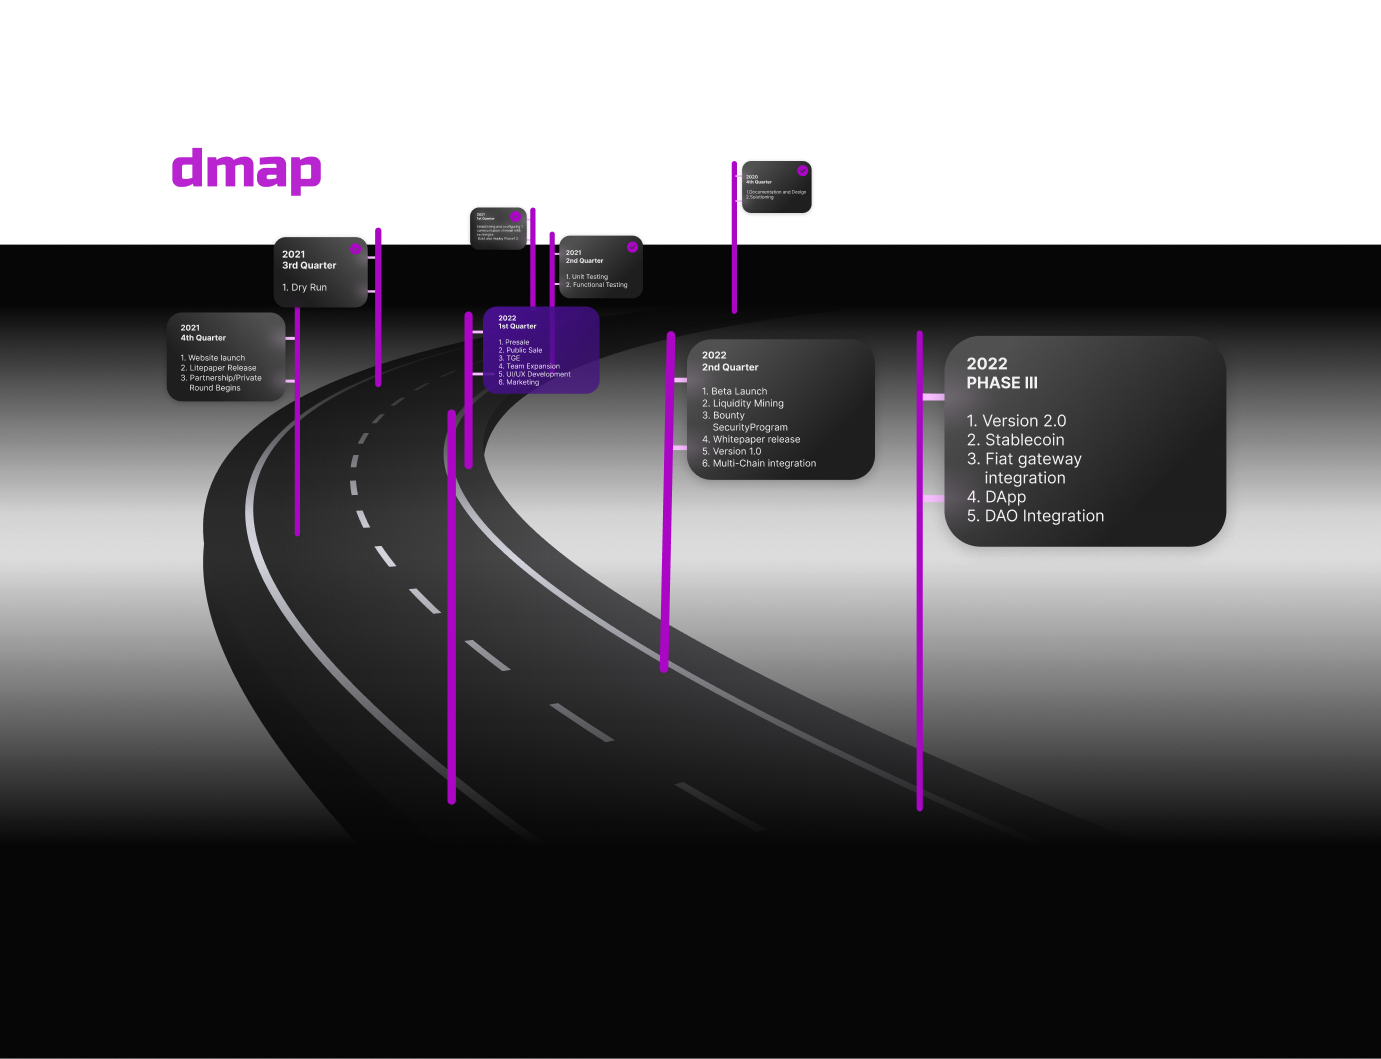 dmap
2020
4th Quarter
1.Documentation and Design
2.Solutioning
2021
1st Quarter
2021
2nd Quarter
1. Unit Testing
2. Functional Testing
2021
3rd Quarter
1. Dry Run
2021
4th Quarter
1. Website launch
2. Litepaper Release
3. Partnership/Private
Round Begins
2022
1st Quarter
1. Presale
2. Public Sale
3. TGE
4. Team Expansion
5. UI/UX Development
6. Marketing
2022
2nd Quarter
1. Beta Launch
2. Liquidity Mining
3. Bounty
SecurityProgram
4. Whitepaper release
5. Version 1.0
6. Multi-Chain integration
2022
PHASE III
1. Version 2.0
2. Stablecoin
3. Fiat gateway
integration
4. DApp
5. DAO Integration